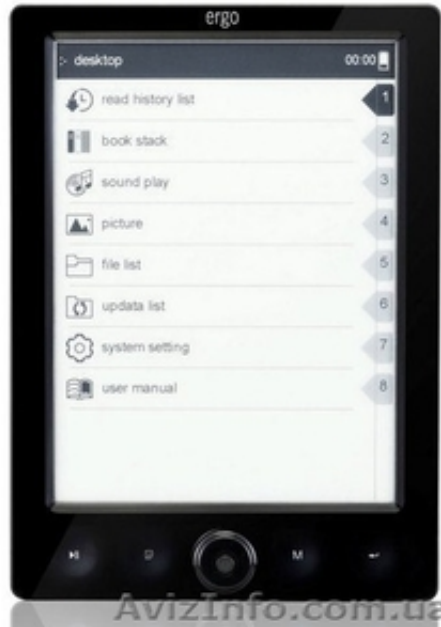 ergo
desktop 00:00
read history list 1
book stack 2
sound play 3
picture 4
file list 5
updata list 6
system setting 7
user manual 8
M
AvizInfo.com.ua